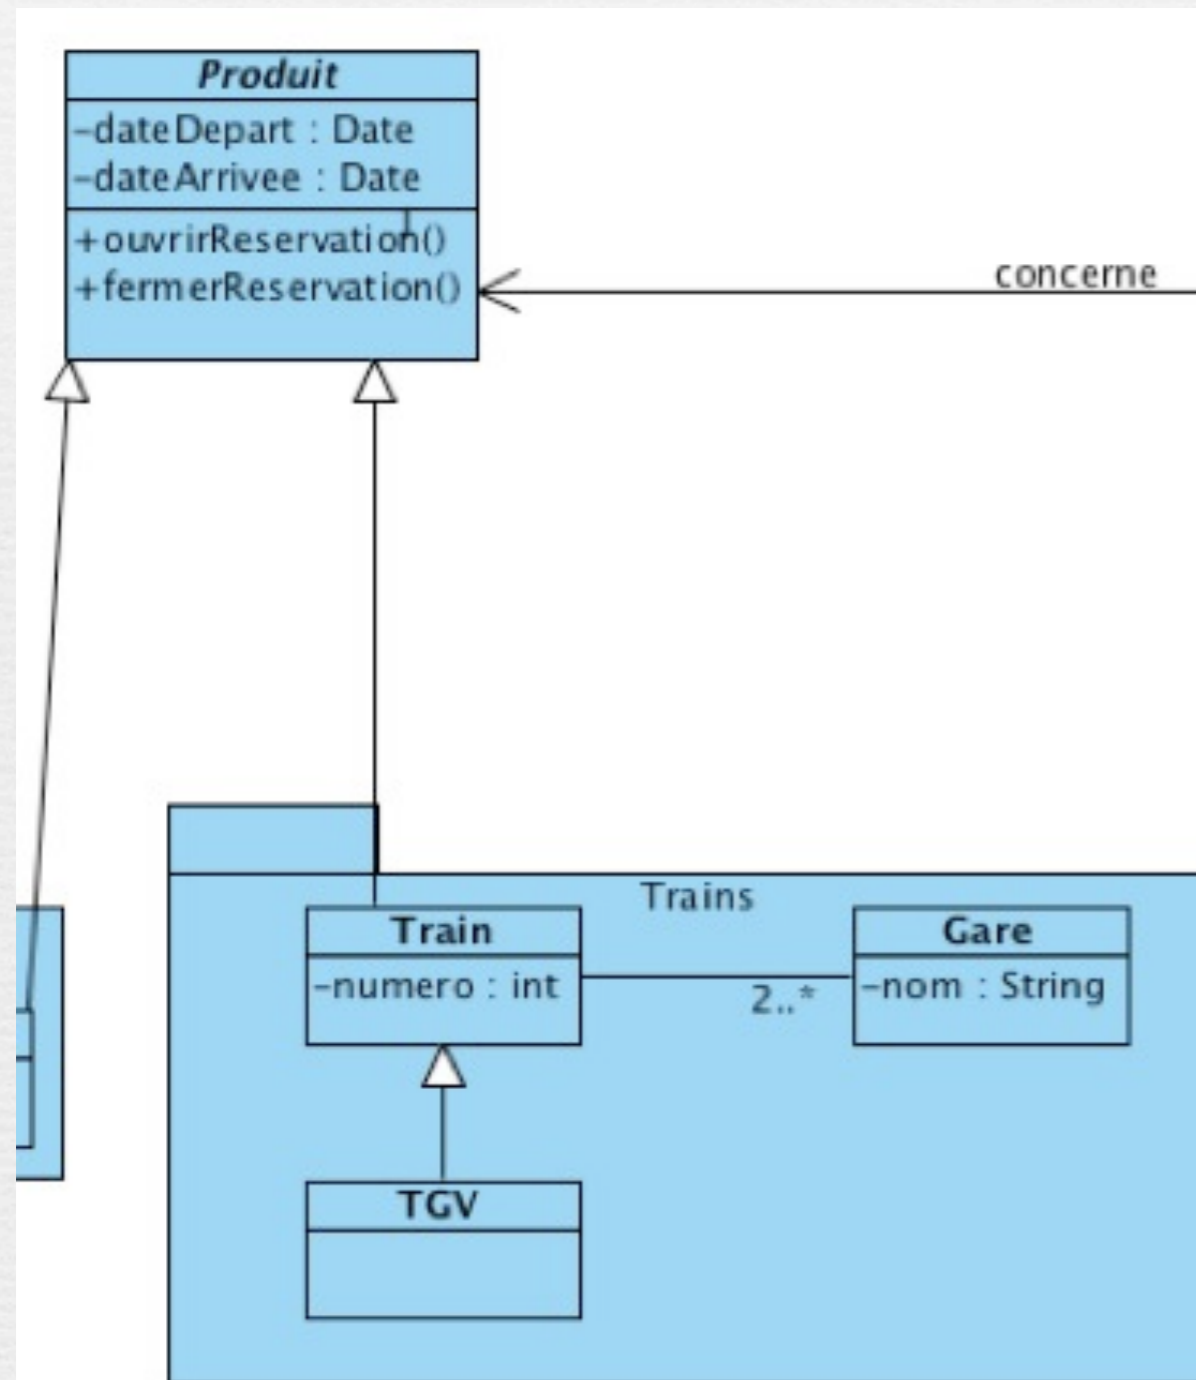 Produit
-dateDepart : Date
-dateArrivee : Date
+ouvrirReservation()
+fermerReservation()
concerne
Trains
Train
-numero : int
2..*
Gare
-nom : String
TGV